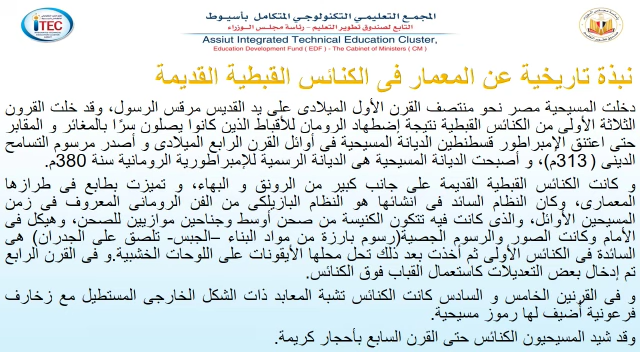 ITEC
المجمع التعليمي التكنولوجي المتكامل بأسيوط
التابع لصندوق تطوير التعليم - رئاسة مجلس الوزراء
Assiut Integrated Technical Education Cluster,
Education Development Fund ( EDF ) - The Cabinet of Ministers ( CM )
نبذة تاريخية عن المعمار فى الكنائس القبطية القديمة
دخلت المسيحية مصر نحو منتصف القرن الأول الميلادى على يد القديس مرقس الرسول، وقد خلت القرون
الثلاثة الأولى من الكنائس القبطية نتيجة إضطهاد الرومان للأقباط الذين كانوا يصلون سرًا بالمغائر و المقابر
حتى اعتنق الإمبراطور قسطنطين الديانة المسيحية فى أوائل القرن الرابع الميلادى و أصدر مرسوم التسامح
الدينى ( 313م)، و أصبحت الديانة المسيحية هى الديانة الرسمية للإمبراطورية الرومانية سنة 380م.
و كانت الكنائس القبطية القديمة على جانب كبير من الرونق و البهاء، و تميزت بطابع فى طرازها
المعمارى، وكان النظام السائد فى انشائها هو النظام البازيلكى من الفن الرومانى المعروف فى زمن
المسيحين الأوائل، والذى كانت فيه تتكون الكنيسة من صحن أوسط وجناحين موازيين للصحن، وهيكل فى
الأمام وكانت الصور والرسوم الجصية(رسوم بارزة من مواد البناء –الجبس- تلصق على الجدران) هى
السائدة فى الكنائس الأولى ثم أخذت بعد ذلك تحل محلها الأيقونات على اللوحات الخشبية.و فى القرن الرابع
تم إدخال بعض التعديلات كاستعمال القباب فوق الكنائس.
و فى القرنين الخامس و السادس كانت الكنائس تشبة المعابد ذات الشكل الخارجي المستطيل مع زخارف
فرعونية أضيف لها رموز مسيحية.
وقد شيد المسيحيون الكنائس حتى القرن السابع بأحجار كريمة.